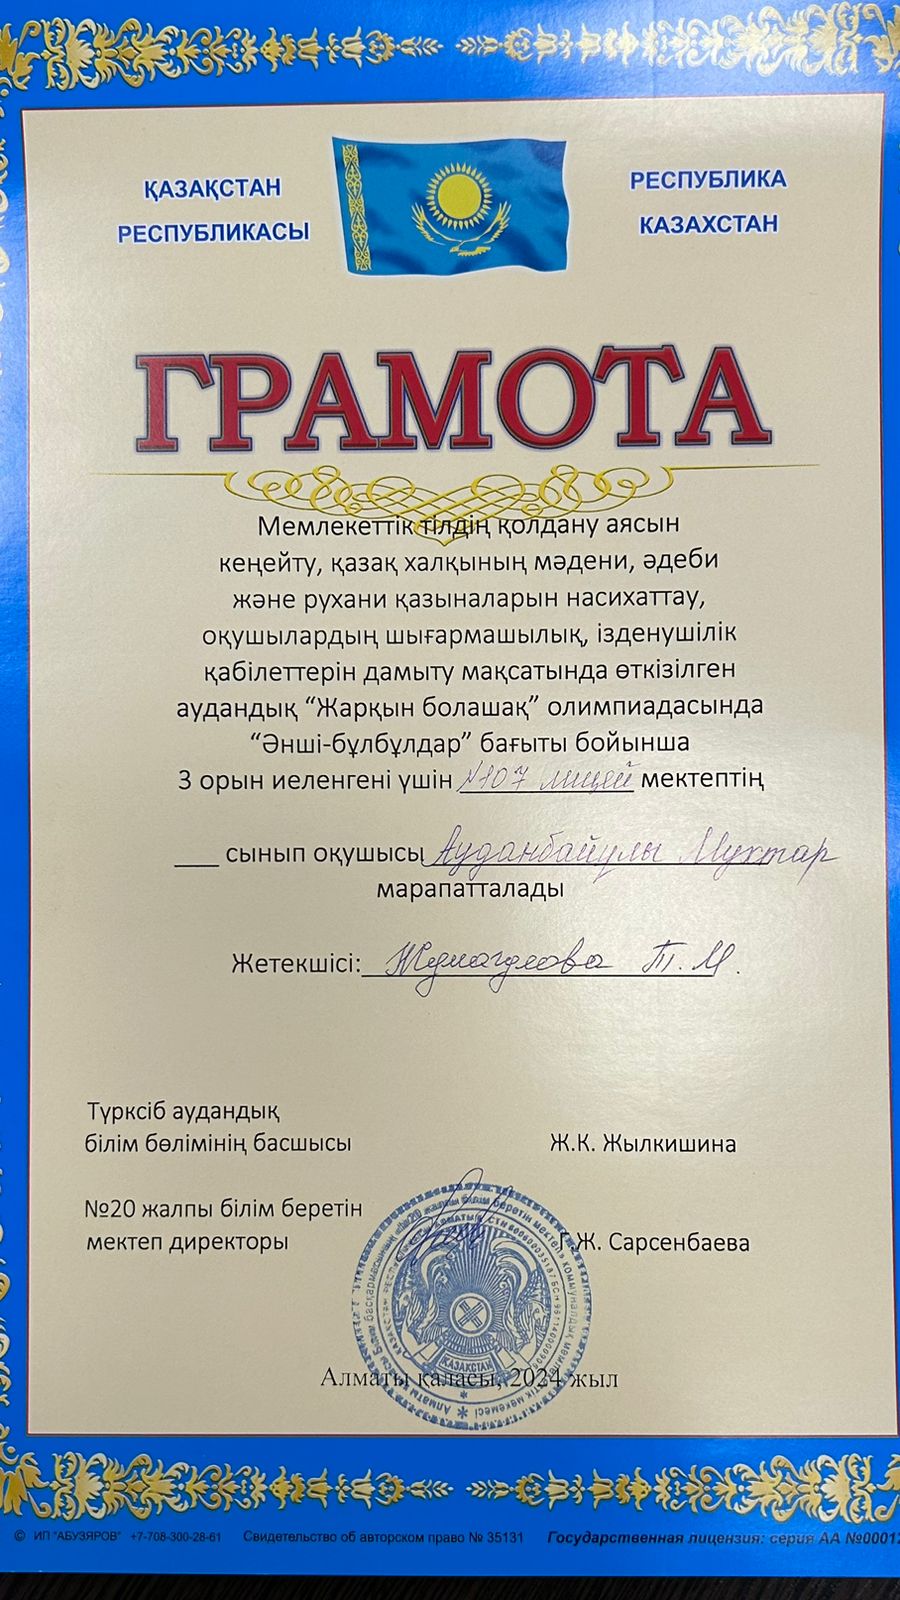 ҚАЗАҚСТАН
РЕСПУБЛИКАСЫ
РЕСПУБЛИКА
КАЗАХСТАН
ГРАМОТА
Мемлекеттік тілдің қолдану аясын
кеңейту, қазақ халқының мәдени, әдеби
және рухани қазыналарын насихаттау,
оқушылардың шығармашылық, ізденушілік
қабілеттерін дамыту мақсатында өткізілген
аудандық “Жарқын болашақ” олимпиадасында
“Әнші-бұлбұлдар” бағыты бойынша
3 орын иеленгені үшін №107 лицей мектептің
___ сынып оқушысы Ауданбайұлы Мухтар
марапатталады
Жетекшісі: Жумагулова Т.М.
Түрксіб аудандық
білім бөлімінің басшысы Ж.К. Жылкишина
№20 жалпы білім беретін
мектеп директоры Г.Ж. Сарсенбаева
ҚАЗАҚСТАН
Алматы қаласы, 2024 жыл
© ИП "АБУЗЯРОВ" +7-708-300-28-61 Свидетельство об авторском право № 35131 Государственная лицензия: серия АА №00017